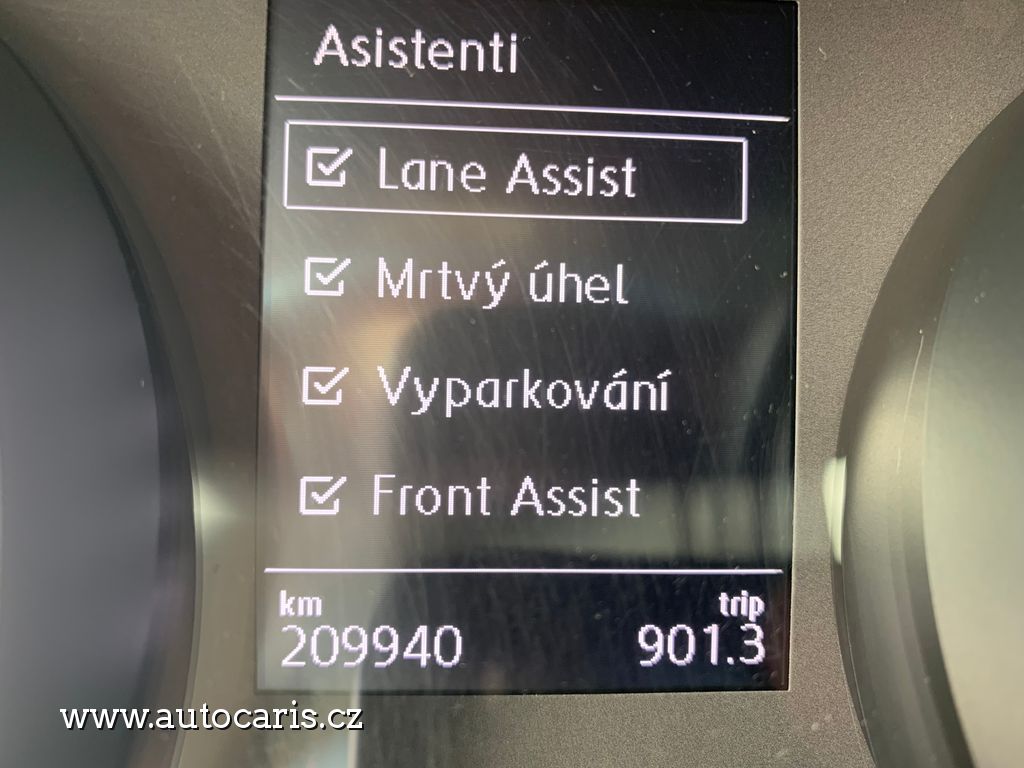 Asistenti
Lane Assist
Mrtvý úhel
Vyparkování
Front Assist
km trip
209940 901.3
www.autocaris.cz